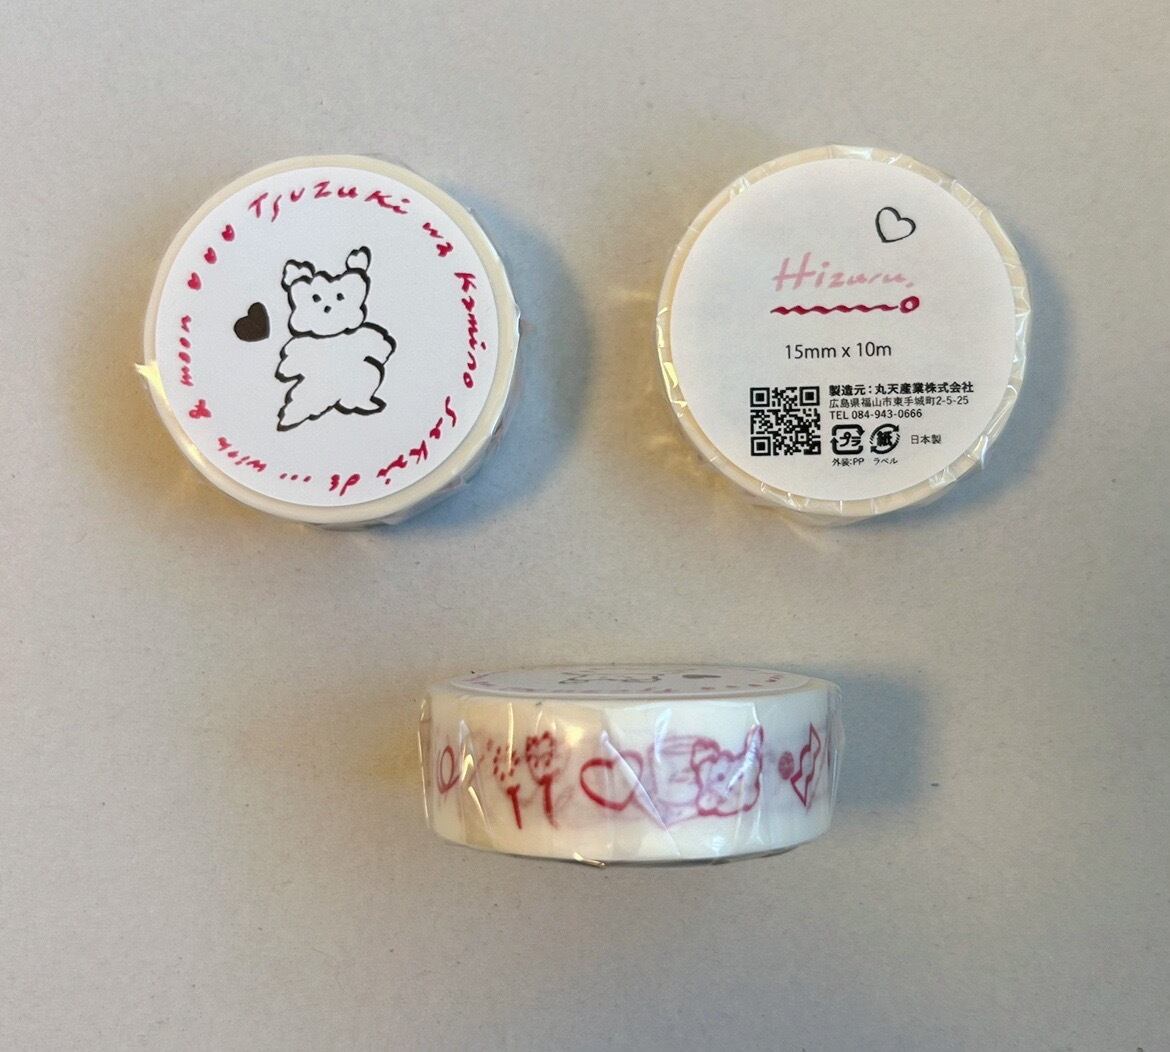 Tsuzuki wa Kamino Sekai de... with q moon
Hizuru.
15mm x 10m
製造元:丸天産業株式会社
広島県福山市東手城町2-5-25
TEL 084-943-0666
プラ 紙 日本製
外装:PP ラベル